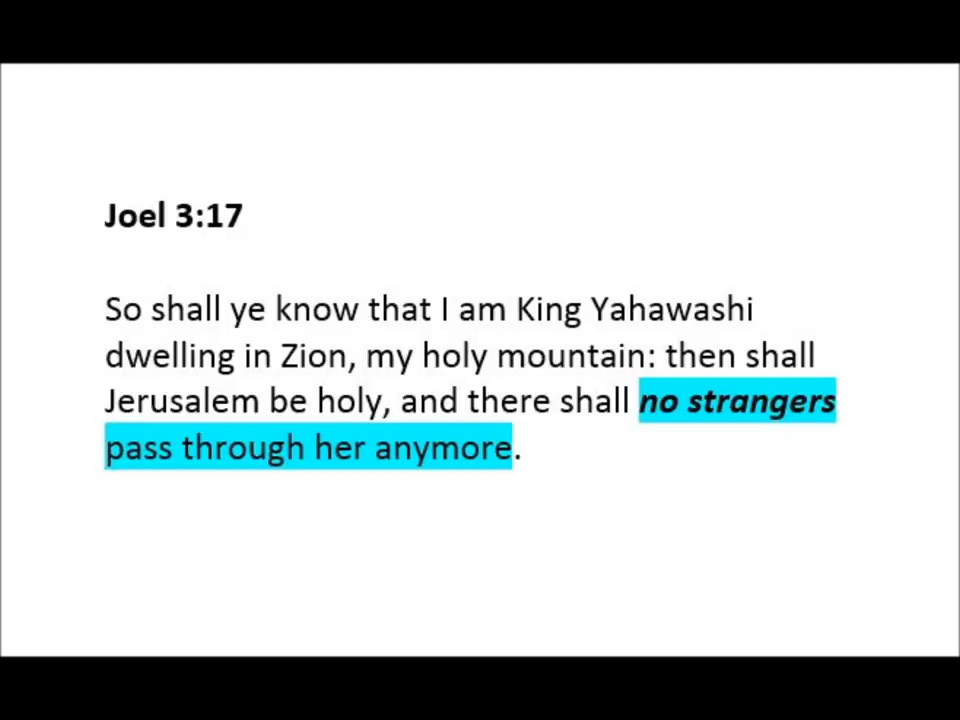 Joel 3:17
So shall ye know that I am King Yahawashi
dwelling in Zion, my holy mountain: then shall
Jerusalem be holy, and there shall no strangers
pass through her anymore.